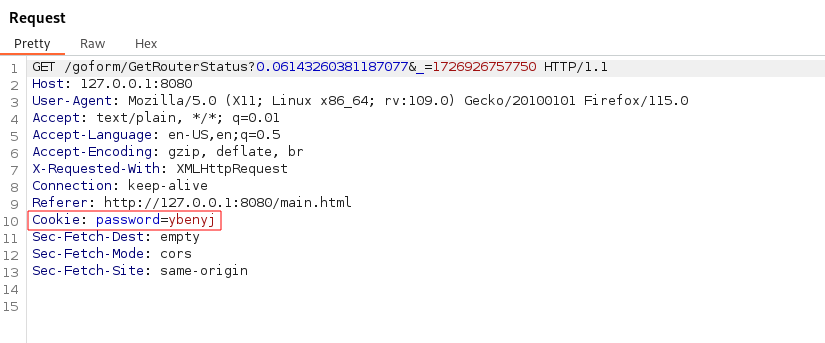 Request
Pretty Raw Hex
1 GET /goform/GetRouterStatus?0.06143260381187077&_=1726926757750 HTTP/1.1
2 Host: 127.0.0.1:8080
3 User-Agent: Mozilla/5.0 (X11; Linux x86_64; rv:109.0) Gecko/20100101 Firefox/115.0
4 Accept: text/plain, */*; q=0.01
5 Accept-Language: en-US,en;q=0.5
6 Accept-Encoding: gzip, deflate, br
7 X-Requested-With: XMLHttpRequest
8 Connection: keep-alive
9 Referer: http://127.0.0.1:8080/main.html
10 Cookie: password=ybenyj
11 Sec-Fetch-Dest: empty
12 Sec-Fetch-Mode: cors
13 Sec-Fetch-Site: same-origin
14
15